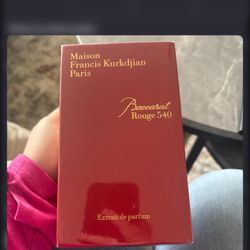 Maison
Francis Kurkdjian
Paris
Baccarat
Rouge 540
Extrait de parfum